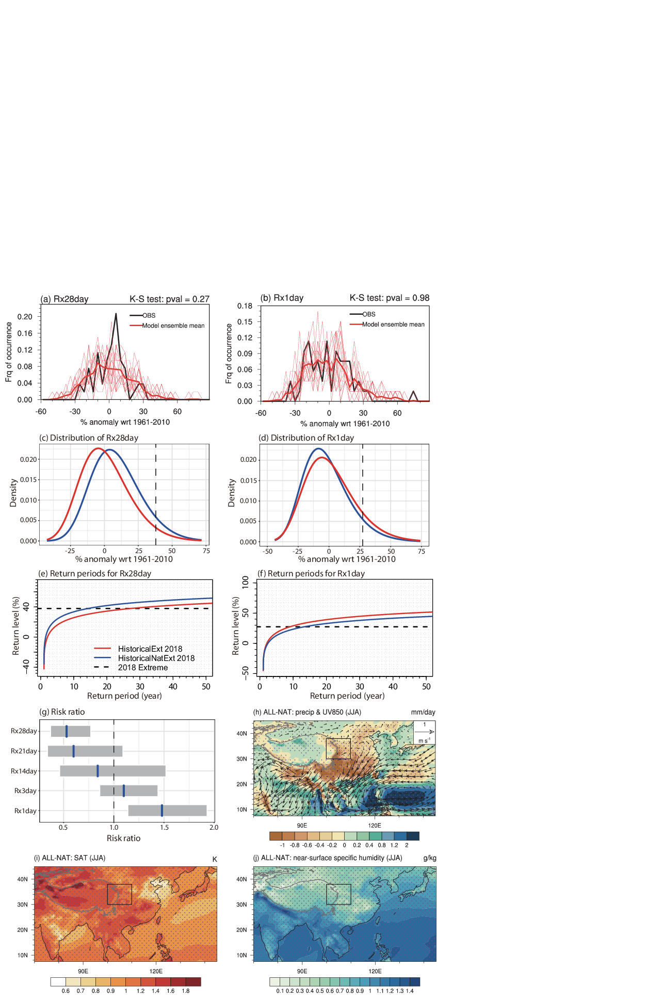 (a) Rx28day K-S test: pval = 0.27
0.20
0.16
0.12
0.08
0.04
0.00
Frq of occurrence
OBS
Model ensemble mean
-60 -30 0 30 60
% anomaly wrt 1961-2010
(b) Rx1day K-S test: pval = 0.98
0.18
0.15
0.12
0.09
0.06
0.03
0.00
Frq of occurrence
OBS
Model ensemble mean
-60 -30 0 30 60
% anomaly wrt 1961-2010
(c) Distribution of Rx28day
0.020
0.015
0.010
0.005
0.000
Density
-25 0 25 50 75
% anomaly wrt 1961-2010
(d) Distribution of Rx1day
0.020
0.015
0.010
0.005
0.000
Density
-50 -25 0 25 50 75
% anomaly wrt 1961-2010
(e) Return periods for Rx28day
40
0
-40
Return level (%)
HistoricalExt 2018
HistoricalNatExt 2018
2018 Extreme
0 10 20 30 40 50
Return period (year)
(f) Return periods for Rx1day
100
50
0
-50
Return level (%)
0 10 20 30 40 50
Return period (year)
(g) Risk ratio
Rx28day
Rx21day
Rx14day
Rx3day
Rx1day
0.5 1.0 1.5 2.0
Risk ratio
(h) ALL-NAT: precip & UV850 (JJA) mm/day
1
m s⁻¹
40N
30N
20N
10N
90E 120E
-1 -0.8 -0.6 -0.4 -0.2 0 0.2 0.4 0.8 1.2 2
(i) ALL-NAT: SAT (JJA) K
40N
30N
20N
10N
90E 120E
0.6 0.7 0.8 0.9 1 1.2 1.4 1.6 1.8
(j) ALL-NAT: near-surface specific humidity (JJA) g/kg
40N
30N
20N
10N
90E 120E
0.1 0.2 0.3 0.4 0.5 0.6 0.7 0.8 0.9 1 1.1 1.2 1.3 1.4